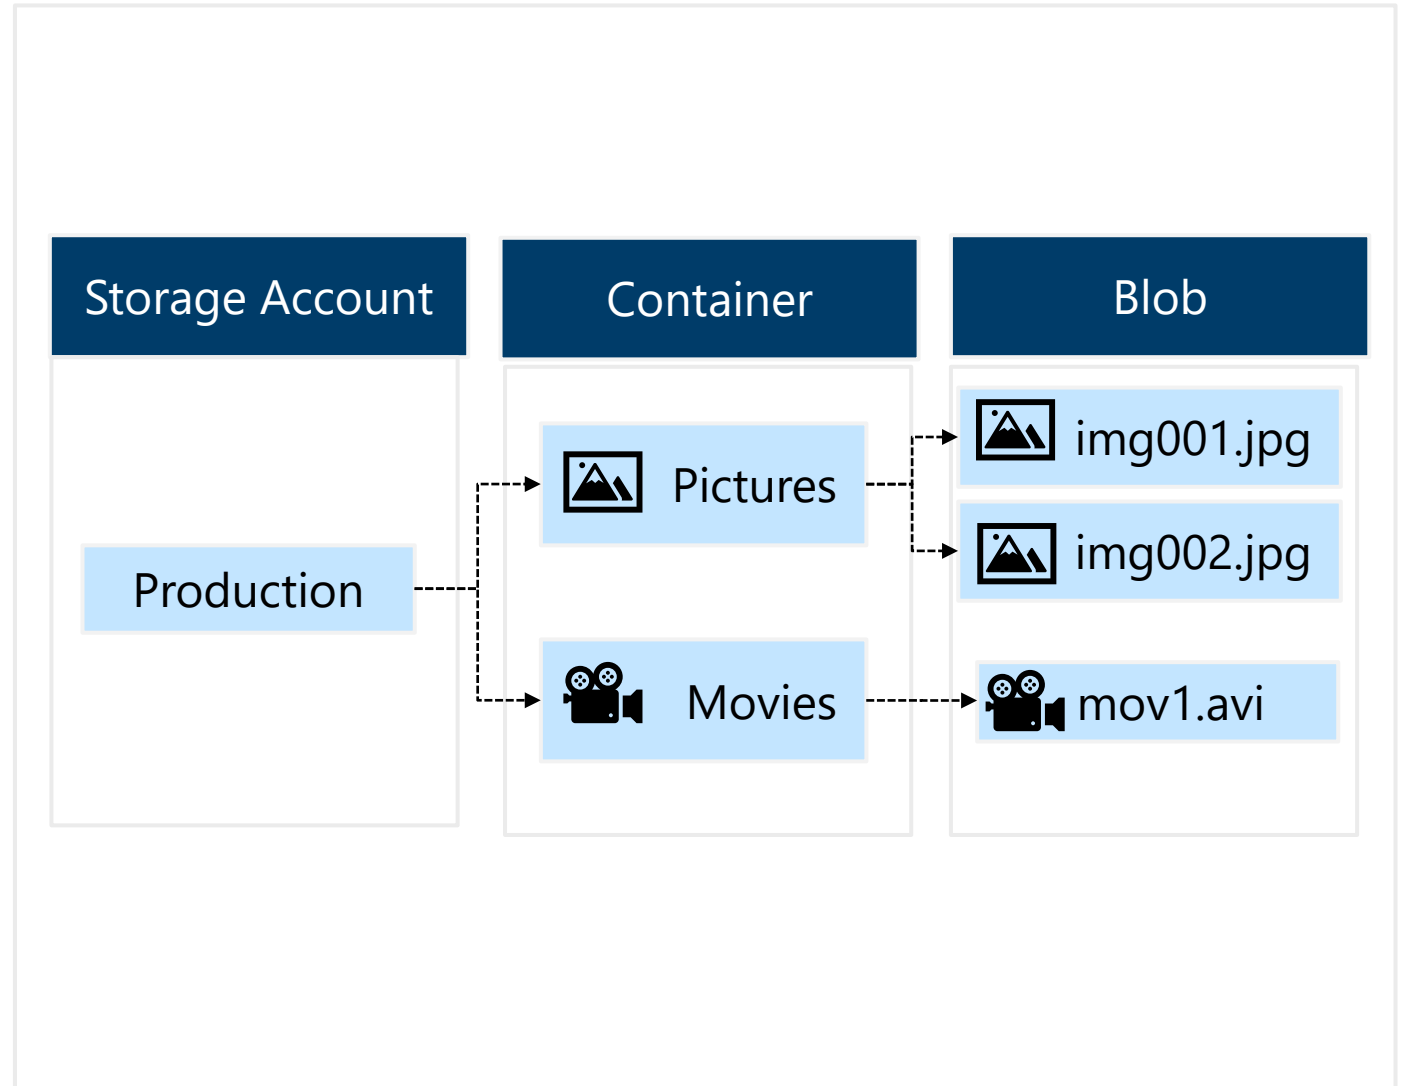 Storage Account
Container
Blob
Production
Pictures
Movies
img001.jpg
img002.jpg
mov1.avi